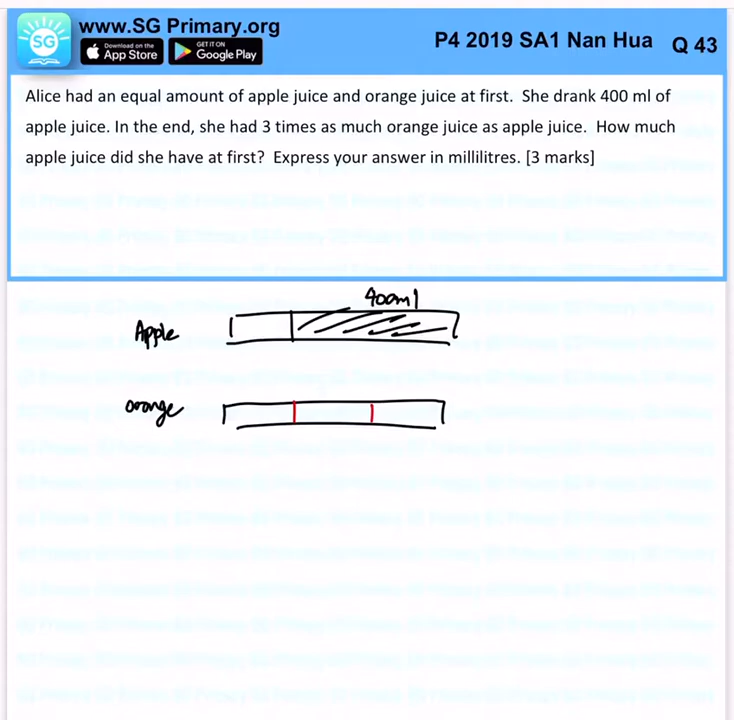 www.SG Primary.org
SG
Download on the
App Store
GET IT ON
Google Play
P4 2019 SA1 Nan Hua Q 43
Alice had an equal amount of apple juice and orange juice at first. She drank 400 ml of
apple juice. In the end, she had 3 times as much orange juice as apple juice. How much
apple juice did she have at first? Express your answer in millilitres. [3 marks]
400ml
Apple
orange